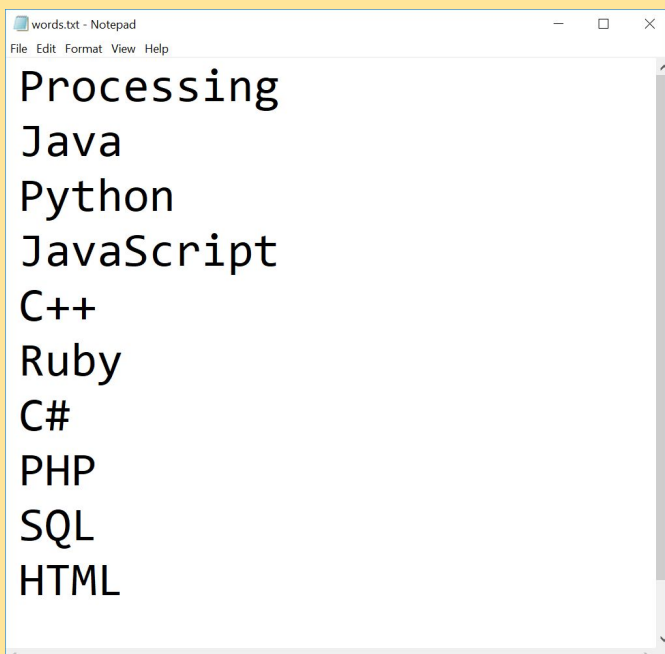 words.txt - Notepad
File Edit Format View Help
Processing
Java
Python
JavaScript
C++
Ruby
C#
PHP
SQL
HTML